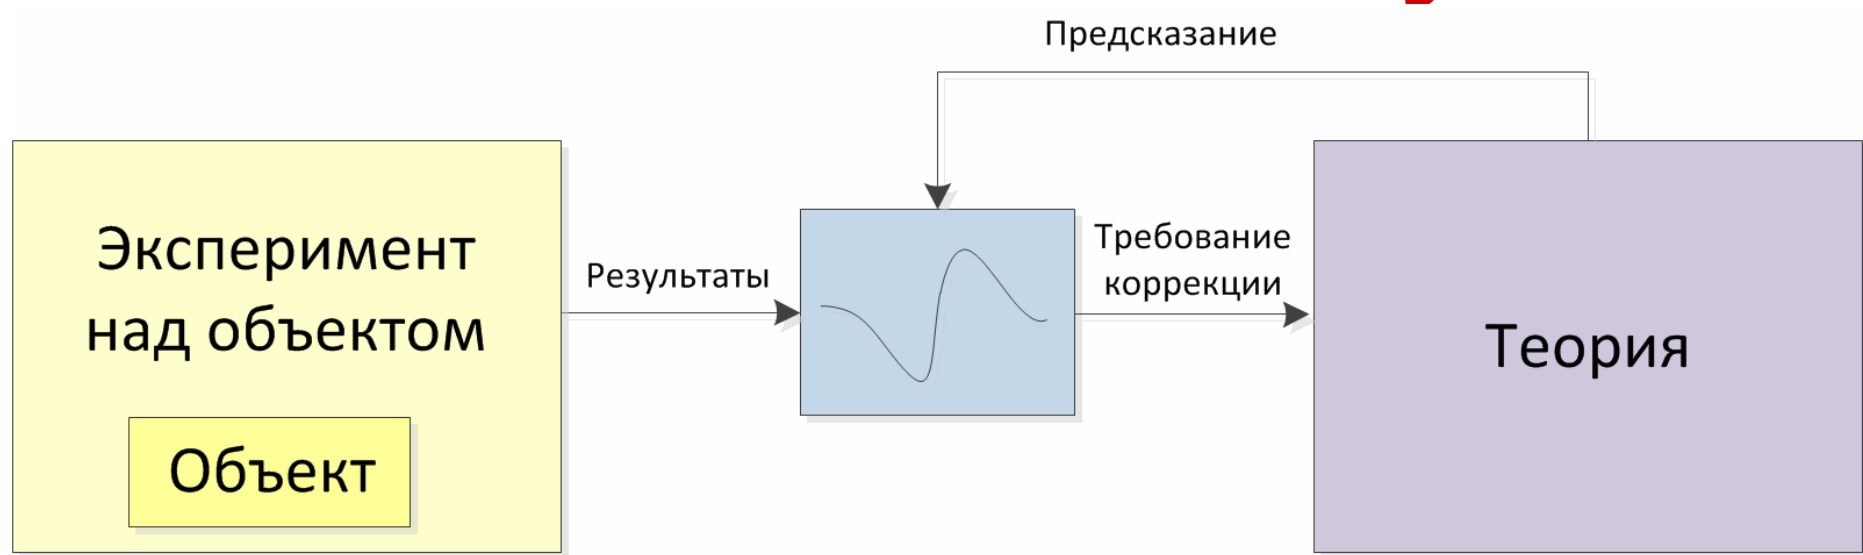 Предсказание
Эксперимент
над объектом
Объект
Результаты
Требование
коррекции
Теория